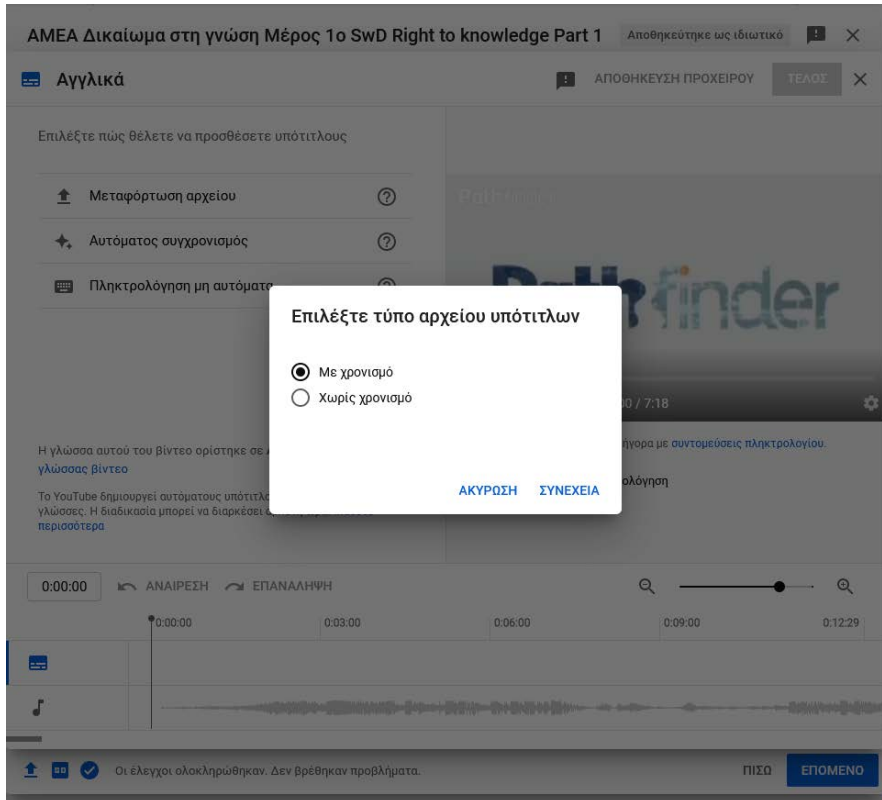 ΑΜΕΑ Δικαίωμα στη γνώση Μέρος 1ο SwD Right to knowledge Part 1 Αποθηκεύτηκε ως ιδιωτικό
Αγγλικά ΑΠΟΘΗΚΕΥΣΗ ΠΡΟΧΕΙΡΟΥ ΤΕΛΟΣ
Επιλέξτε πώς θέλετε να προσθέσετε υπότιτλους
Μεταφόρτωση αρχείου
Αυτόματος συγχρονισμός
Πληκτρολόγηση μη αυτόματα
Επιλέξτε τύπο αρχείου υπότιτλων
Με χρονισμό
Χωρίς χρονισμό
ΑΚΥΡΩΣΗ ΣΥΝΕΧΕΙΑ
Pathfinder
/ 7:18
με συντομεύσεις πληκτρολογίου.
Η γλώσσα αυτού του βίντεο ορίστηκε σε
γλώσσας βίντεο
Το YouTube δημιουργεί αυτόματους
γλώσσες. Η διαδικασία μπορεί να διαρκέσει
περισσότερα
0:00:00 ΑΝΑΙΡΕΣΗ ΕΠΑΝΑΛΗΨΗ
0:00:00 0:03:00 0:06:00 0:09:00 0:12:29
Οι έλεγχοι ολοκληρώθηκαν. Δεν βρέθηκαν προβλήματα. ΠΙΣΩ ΕΠΟΜΕΝΟ